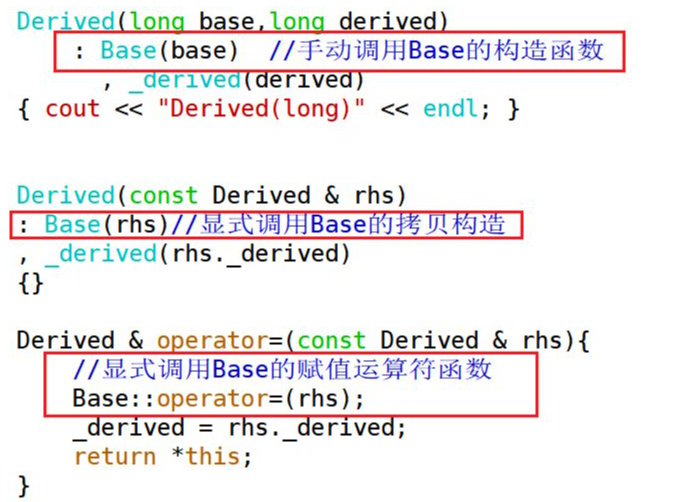 Derived(long base,long derived)
: Base(base)  //手动调用Base的构造函数
, _derived(derived)
{ cout << "Derived(long)" << endl; }
Derived(const Derived & rhs)
: Base(rhs)//显式调用Base的拷贝构造
, _derived(rhs._derived)
{}
Derived & operator=(const Derived & rhs){
//显式调用Base的赋值运算符函数
Base::operator=(rhs);
_derived = rhs._derived;
return *this;
}